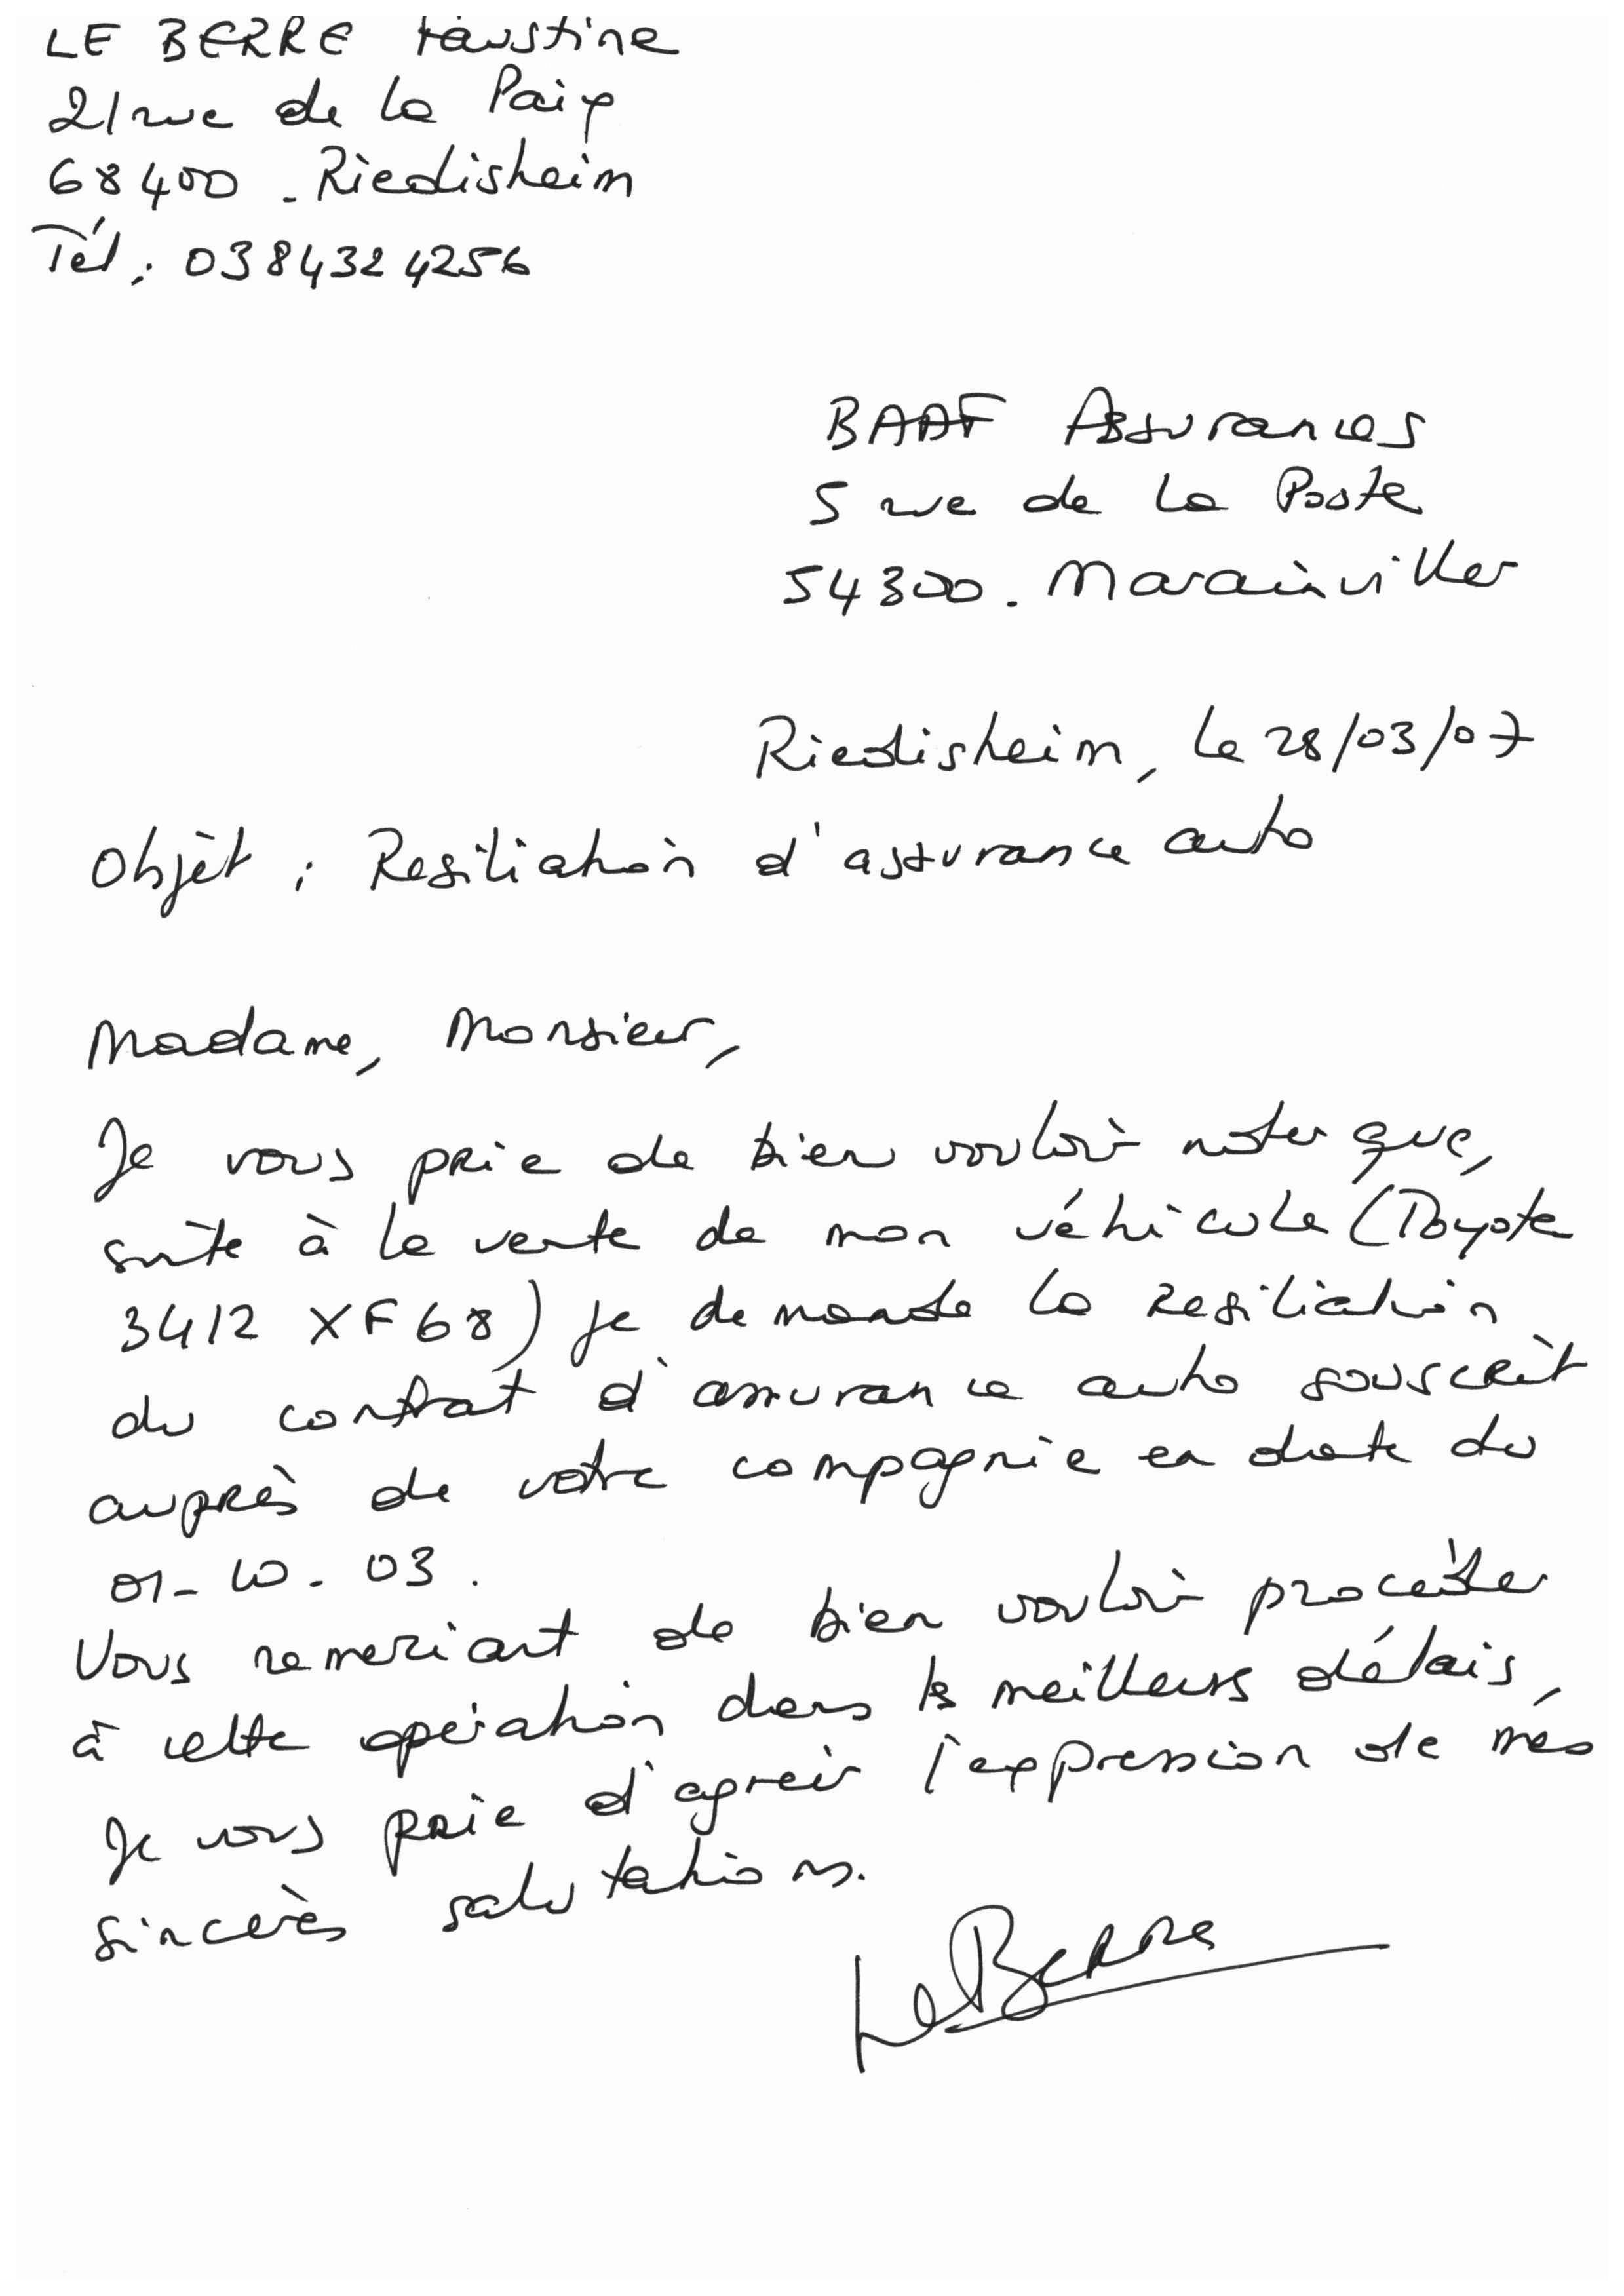 LE BERRE Faustine
21 rue de la Paix
68400 - Riedisheim
Tél : 0384324256
BAAF Assurances
5 rue de la Poste
54300 - Marainviller
Riedisheim, le 28/03/07
Objet : Resiliation d'assurance auto
Madame, Monsieur,
Je vous prie de bien vouloir noter que,
suite à la vente de mon véhicule (Toyota
3412 XF68) je demande la resiliation
du contrat d'assurance auto souscrit
auprès de votre compagnie en date du
01-10-03.
Vous remerciant de bien vouloir procéder
à cette opération dans les meilleurs délais,
Je vous prie d'agréer l'expression de mes
sincères salutations.
Le Berre